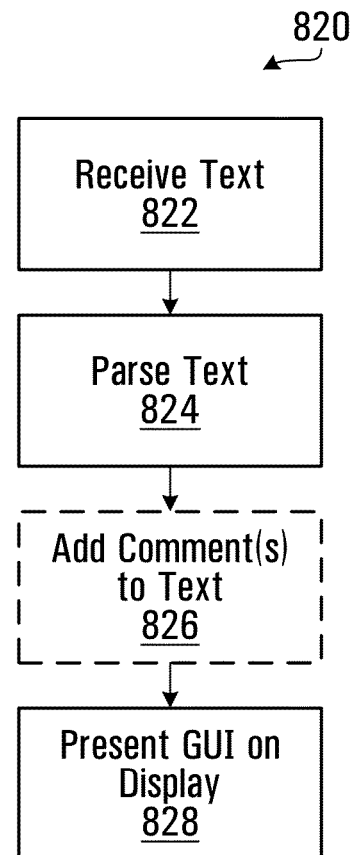 820
Receive Text
822
Parse Text
824
Add Comment(s)
to Text
826
Present GUI on
Display
828